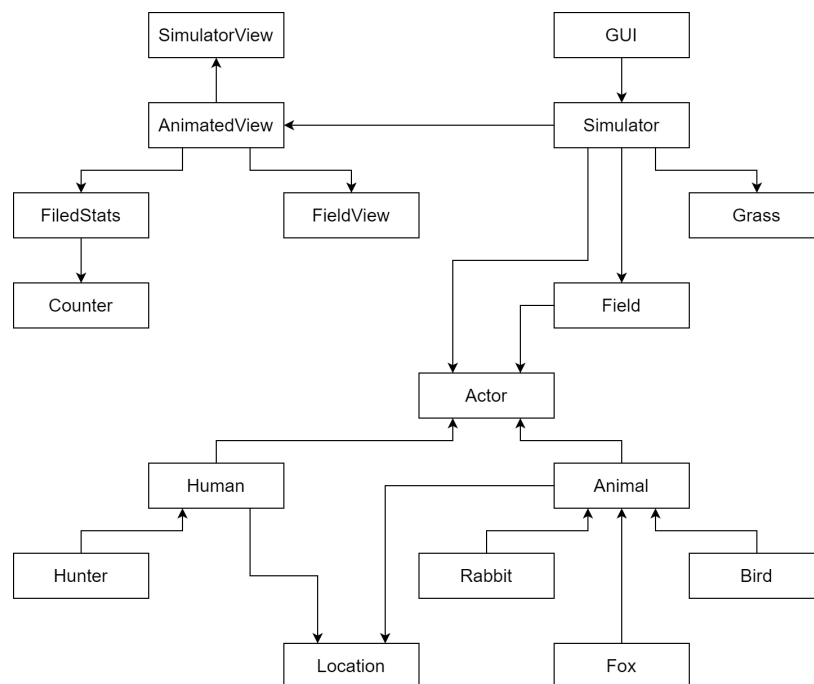 SimulatorView
GUI
AnimatedView
Simulator
FiledStats
FieldView
Grass
Counter
Field
Actor
Human
Animal
Hunter
Rabbit
Bird
Location
Fox